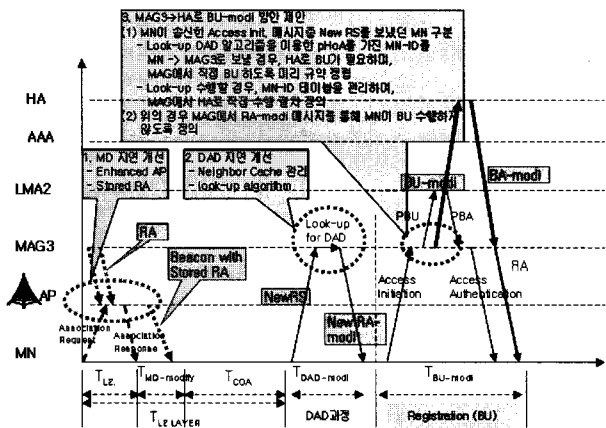 3. MAG3→HA로 BU-modi 방안 제안
(1) MN이 송신한 Access Init. 메시지중 New RS를 보냈던 MN 구분
- Look-up DAD 알고리즘을 이용한 pHoA를 가진 MN-ID를
MN -> MAG3로 보낼 경우, HA로 BU가 필요하며,
MAG에서 직접 BU 하도록 미리 규약 정립
- Look-up 수행할 경우, MN-ID 테이블을 관리하며,
MAG에서 HA로 직접 수행 절차 정의
(2) 위의 경우 MAG에서 RA-modi 메시지를 통해 MN이 BU 수행하지
않도록 정의
HA
AAA
LMA2
MAG3
AP
MN
1. MD 지연 개선
- Enhanced AP
- Stored RA
2. DAD 지연 개선
- Neighbor Cache 관리
- look-up algorithm
RA
Beacon with
Stored RA
Association
Request
Association
Response
Look-up
for DAD
NewRS
New RA-
modi
BU-modi
BA-modi
PBU
PBA
Access
Initiation
Access
Authentication
RA
T L2.
T MD-modify
T COA
T DAD-modi
T BU-modi
T L2 LAYER
DAD과정
Registration (BU)